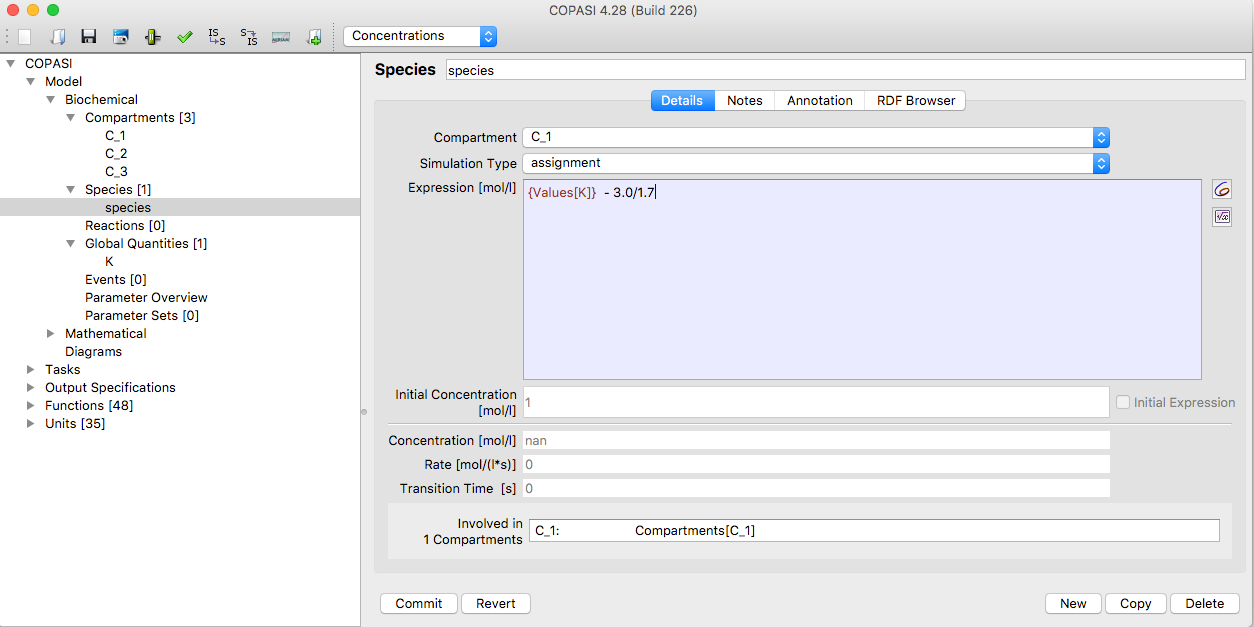 COPASI 4.28 (Build 226)
Concentrations
COPASI
Model
Biochemical
Compartments [3]
C_1
C_2
C_3
Species [1]
species
Reactions [0]
Global Quantities [1]
K
Events [0]
Parameter Overview
Parameter Sets [0]
Mathematical
Diagrams
Tasks
Output Specifications
Functions [48]
Units [35]
Species species
Details Notes Annotation RDF Browser
Compartment C_1
Simulation Type assignment
Expression [mol/l] {Values[K]} - 3.0/1.7
Initial Concentration
[mol/l] 1 Initial Expression
Concentration [mol/l] nan
Rate [mol/(l*s)] 0
Transition Time [s] 0
Involved in
1 Compartments C_1: Compartments[C_1]
Commit Revert New Copy Delete